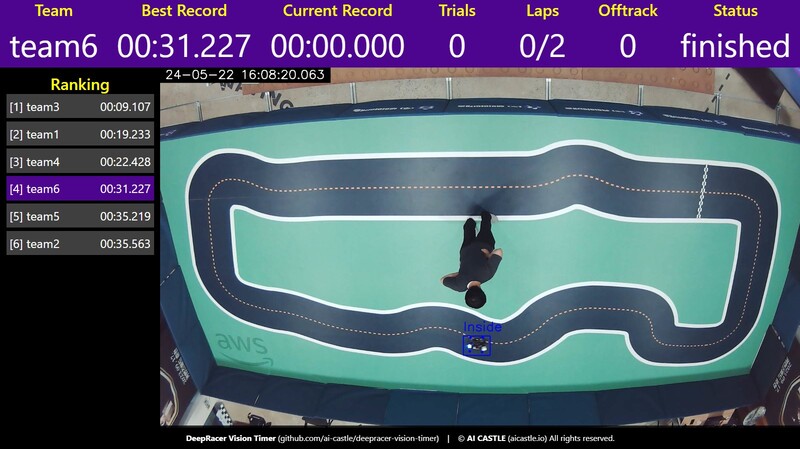 Team Best Record Current Record Trials Laps Offtrack Status
team6 00:31.227 00:00.000 0 0/2 0 finished
Ranking
[1] team3 00:09.107
[2] team1 00:19.233
[3] team4 00:22.428
[4] team6 00:31.227
[5] team5 00:35.219
[6] team2 00:35.563
24-05-22 16:08:20.063
Inside
aws
DeepRacer Vision Timer (github.com/ai-castle/deepracer-vision-timer) | © AI CASTLE (aicastle.io) All rights reserved.